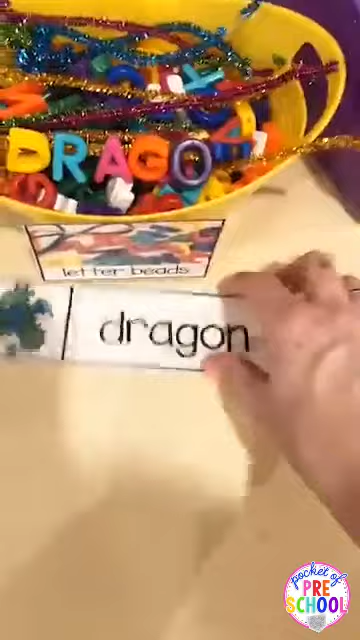 DRAGO
letter beads
dragon
pocket of
PRE
SCHOOL